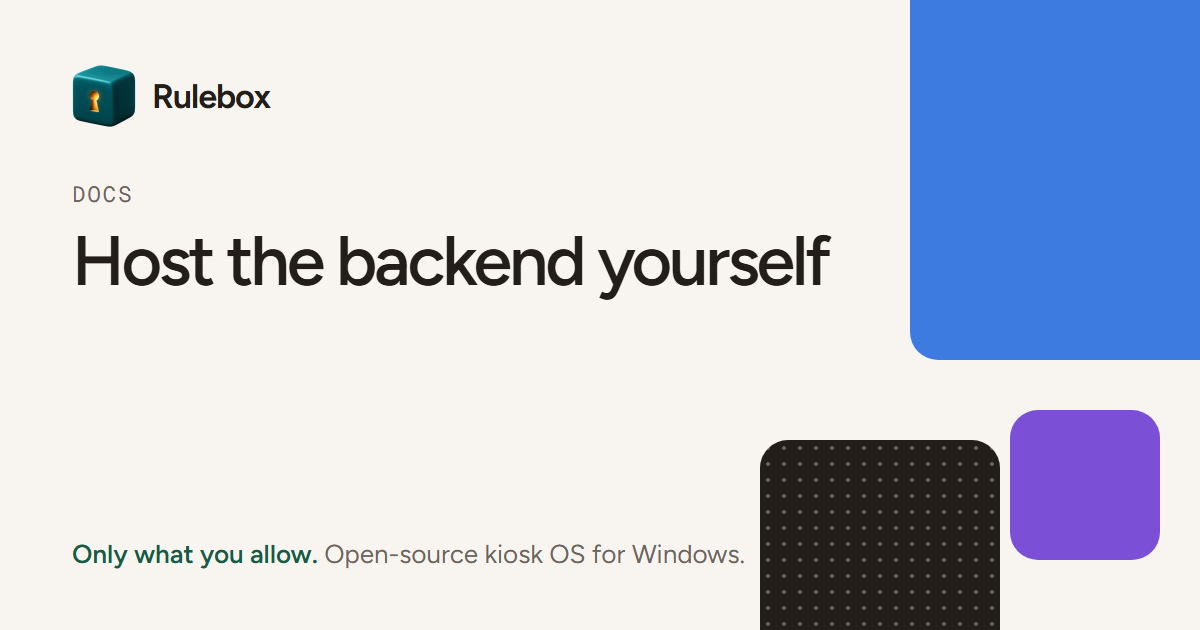 Rulebox
DOCS
Host the backend yourself
Only what you allow. Open-source kiosk OS for Windows.